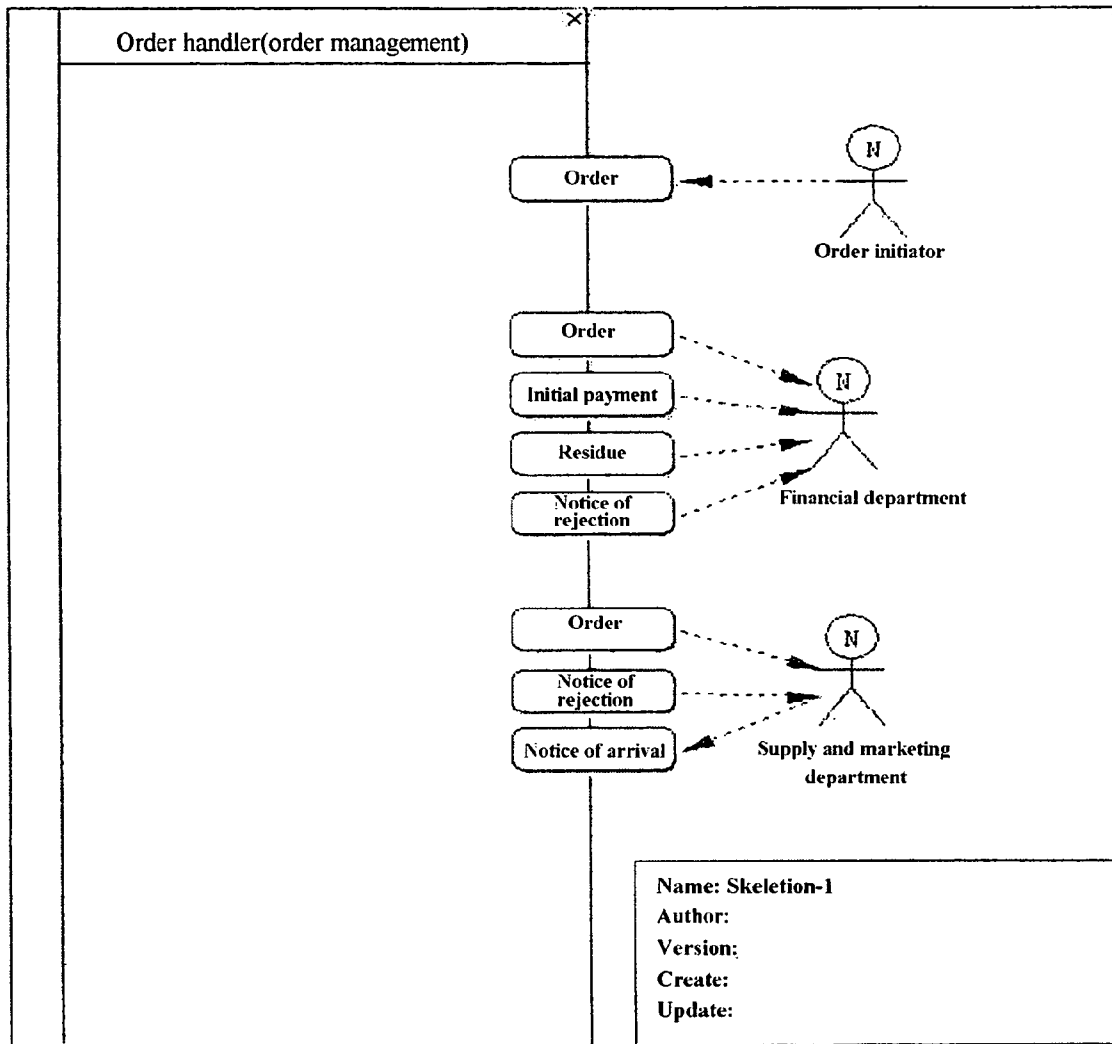 Order handler(order management)
Order
N
Order initiator
Order
Initial payment
Residue
Notice of
rejection
N
Financial department
Order
Notice of
rejection
Notice of arrival
N
Supply and marketing
department
Name: Skeletion-1
Author:
Version:
Create:
Update: